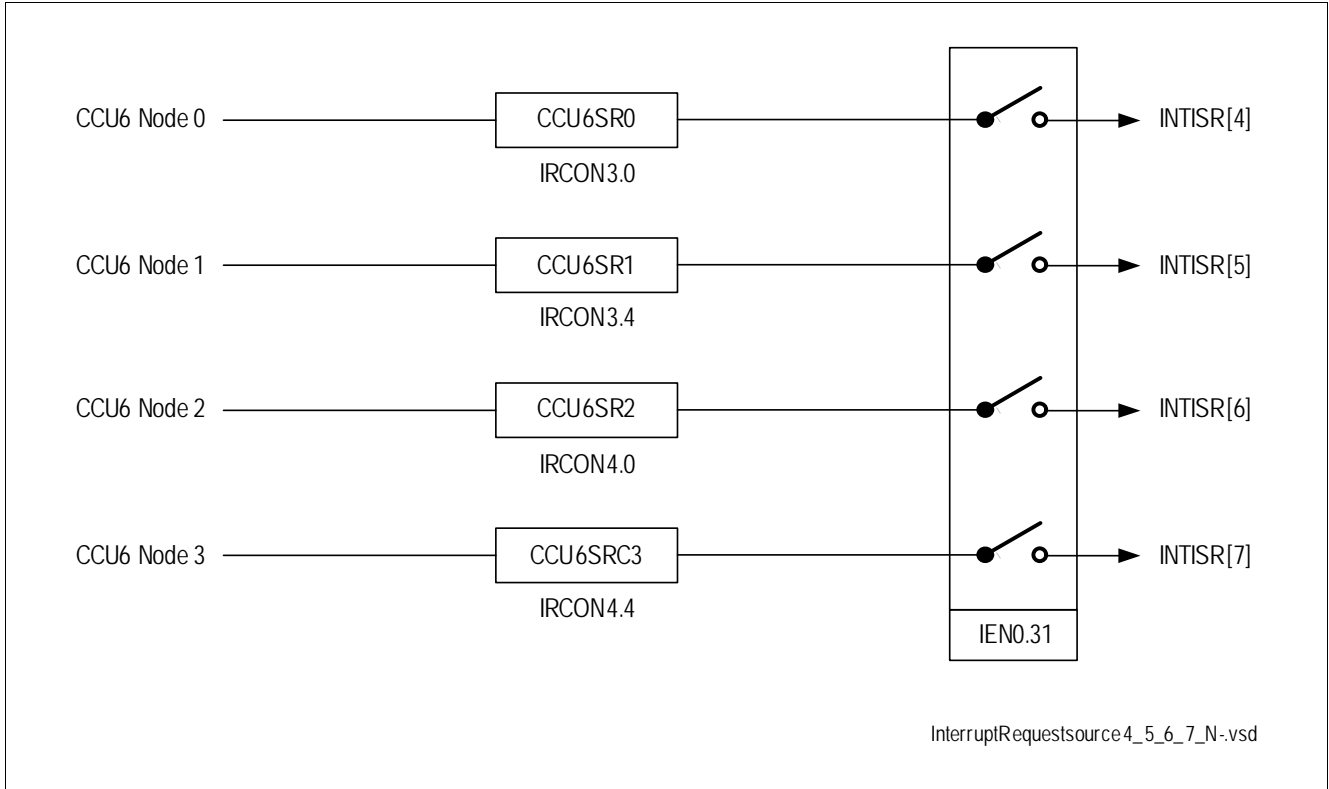 CCU6 Node 0
CCU6SR0
INTISR[4]
IRCON3.0
CCU6 Node 1
CCU6SR1
INTISR[5]
IRCON3.4
CCU6 Node 2
CCU6SR2
INTISR[6]
IRCON4.0
CCU6 Node 3
CCU6SRC3
INTISR[7]
IRCON4.4
IEN0.31
InterruptRequestsource4_5_6_7_N-.vsd